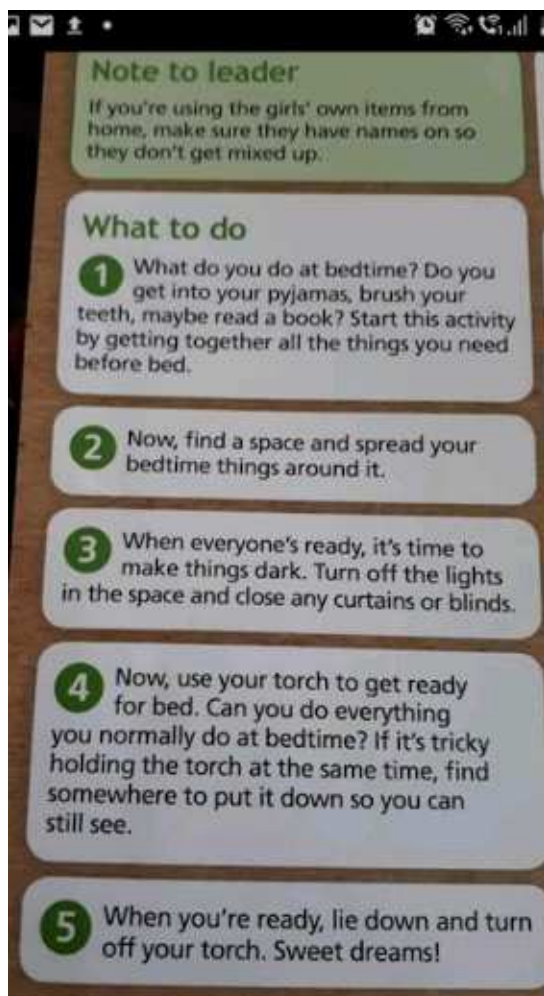 Note to leader
If you're using the girls' own items from
home, make sure they have names on so
they don't get mixed up.
What to do
1 What do you do at bedtime? Do you
get into your pyjamas, brush your
teeth, maybe read a book? Start this activity
by getting together all the things you need
before bed.
2 Now, find a space and spread your
bedtime things around it.
3 When everyone's ready, it's time to
make things dark. Turn off the lights
in the space and close any curtains or blinds.
4 Now, use your torch to get ready
for bed. Can you do everything
you normally do at bedtime? If it's tricky
holding the torch at the same time, find
somewhere to put it down so you can
still see.
5 When you're ready, lie down and turn
off your torch. Sweet dreams!